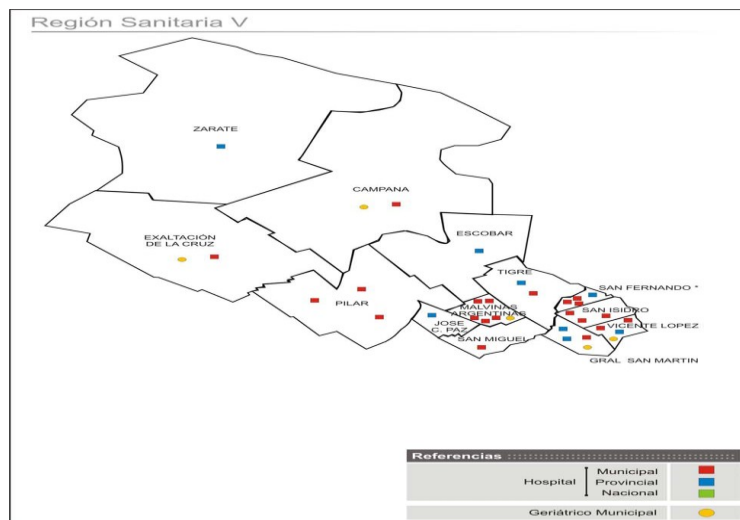 Región Sanitaria V
ZARATE
CAMPANA
EXALTACIÓN
DE LA CRUZ
ESCOBAR
TIGRE
SAN FERNANDO *
PILAR
MALVINAS
ARGENTINAS
SAN ISIDRO
JOSE
C. PAZ
VICENTE LOPEZ
SAN MIGUEL
GRAL SAN MARTIN
Referencias
Hospital
Municipal
Provincial
Nacional
Geriátrico Municipal